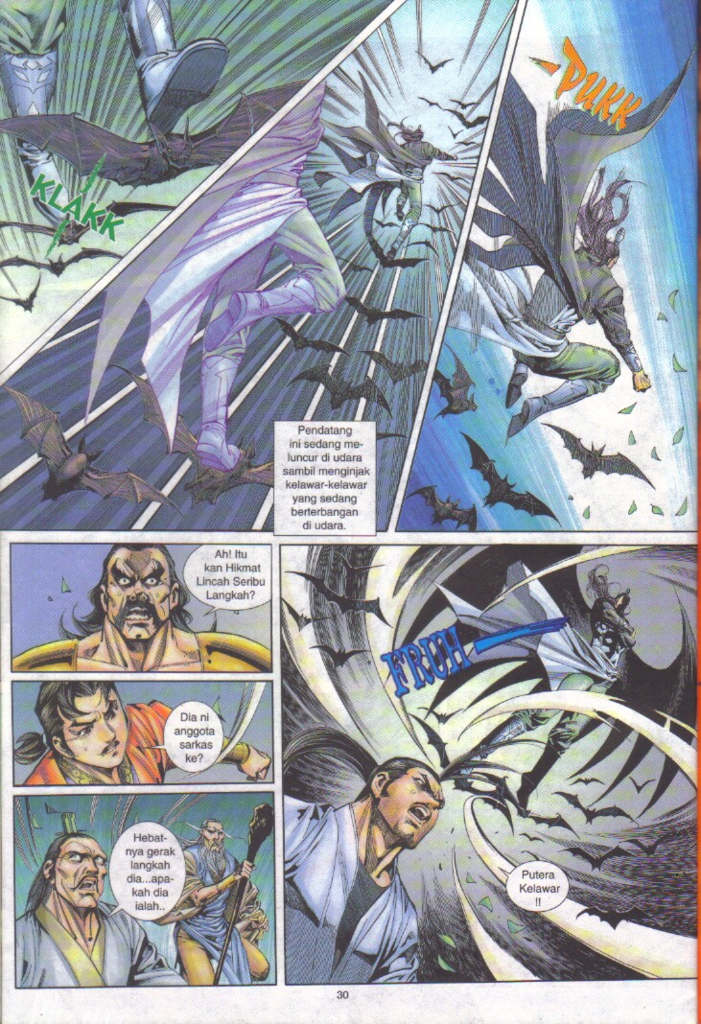 PUKK
KLAKK
Pendatang
ini sedang me-
luncur di udara
sambil menginjak
kelawar-kelawar
yang sedang
berterbangan
di udara.
Ah! Itu
kan Hikmat
Lincah Seribu
Langkah?
Dia ni
anggota
sarkas
ke?
Hebat-
nya gerak
langkah
dia...apa-
kah dia
ialah..
FRUH
Putera
Kelawar
!!
30